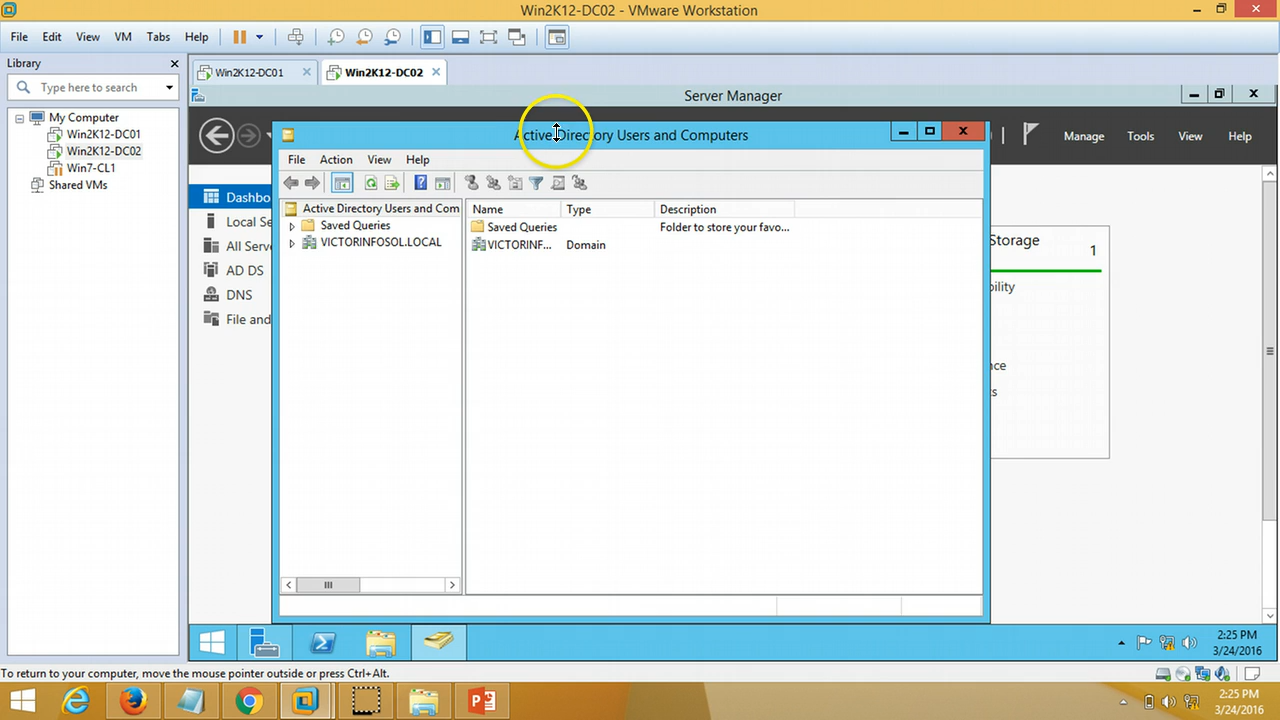 Win2K12-DC02 - VMware Workstation
File Edit View VM Tabs Help
Library
Type here to search
My Computer
Win2K12-DC01
Win2K12-DC02
Win7-CL1
Shared VMs
Win2K12-DC01
Win2K12-DC02
Server Manager
Manage Tools View Help
Dashbo
Local Se
All Serve
AD DS
DNS
File and
Active Directory Users and Computers
File Action View Help
Active Directory Users and Com
Saved Queries
VICTORINFOSOL.LOCAL
Name Type Description
Saved Queries Folder to store your favo...
VICTORINF... Domain
Storage 1
bility
nce
ts
2:25 PM
3/24/2016
To return to your computer, move the mouse pointer outside or press Ctrl+Alt.
2:25 PM
3/24/2016